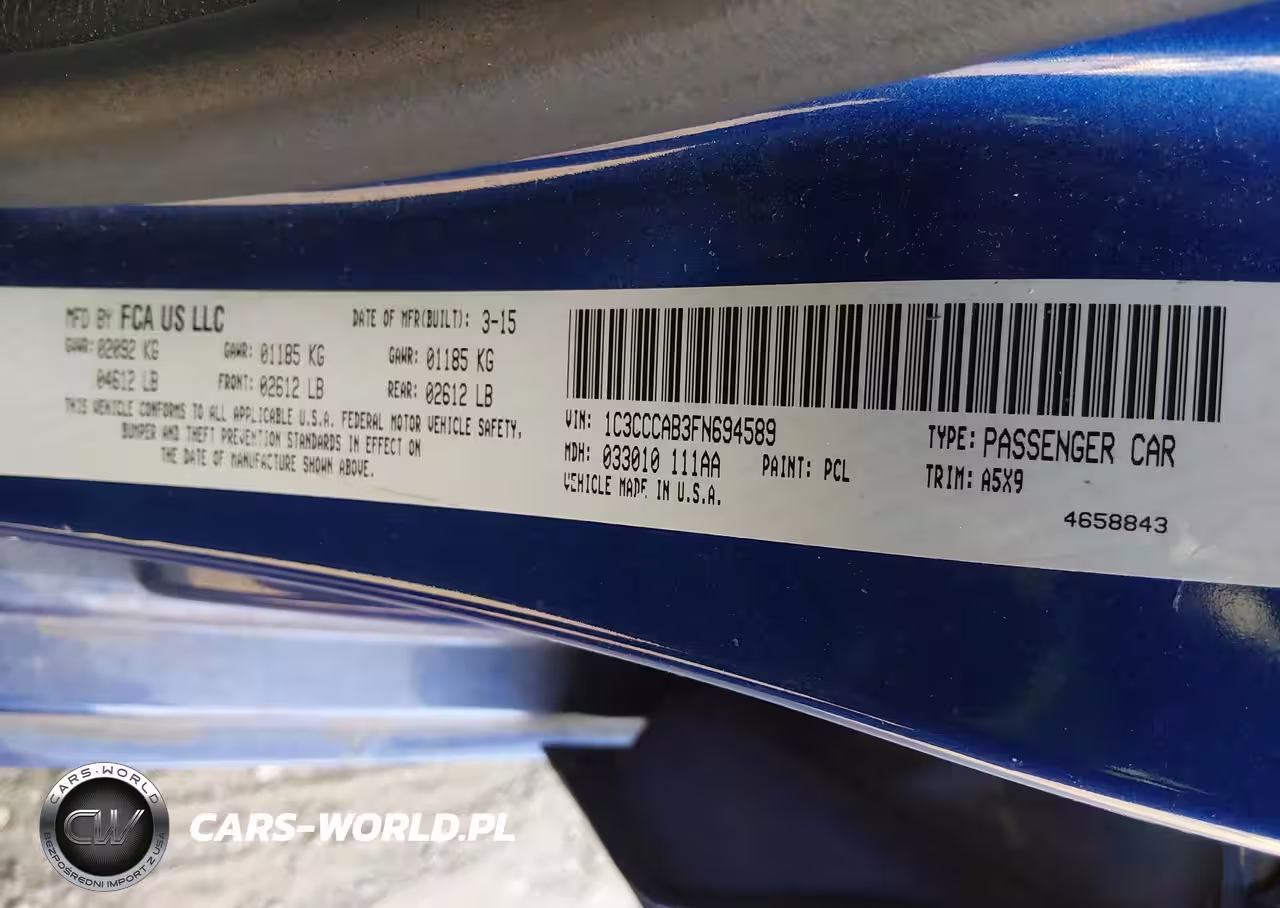 MFD BY FCA US LLC DATE OF MFR(BUILT): 3-15
GVWR: 02092 KG GAWR: 01185 KG GAWR: 01185 KG
04612 LB FRONT: 02612 LB REAR: 02612 LB
THIS VEHICLE CONFORMS TO ALL APPLICABLE U.S.A. FEDERAL MOTOR VEHICLE SAFETY,
BUMPER AND THEFT PREVENTION STANDARDS IN EFFECT ON
THE DATE OF MANUFACTURE SHOWN ABOVE.
VIN: 1C3CCCAB3FN694589 TYPE: PASSENGER CAR
MDH: 033010 111AA PAINT: PCL TRIM: A5X9
VEHICLE MADE IN U.S.A.
4658843
CARS-WORLD
CW
BEZPOŚREDNI IMPORT Z USA
CARS-WORLD.PL